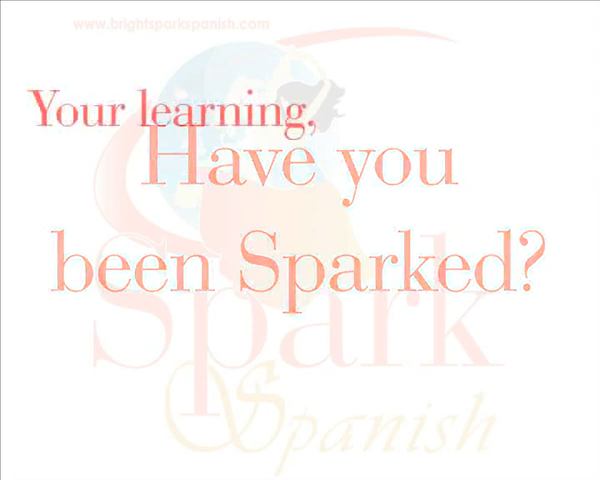 www.brightsparkspanish.com
Your learning,
Have you
been Sparked?
Spark
Spanish